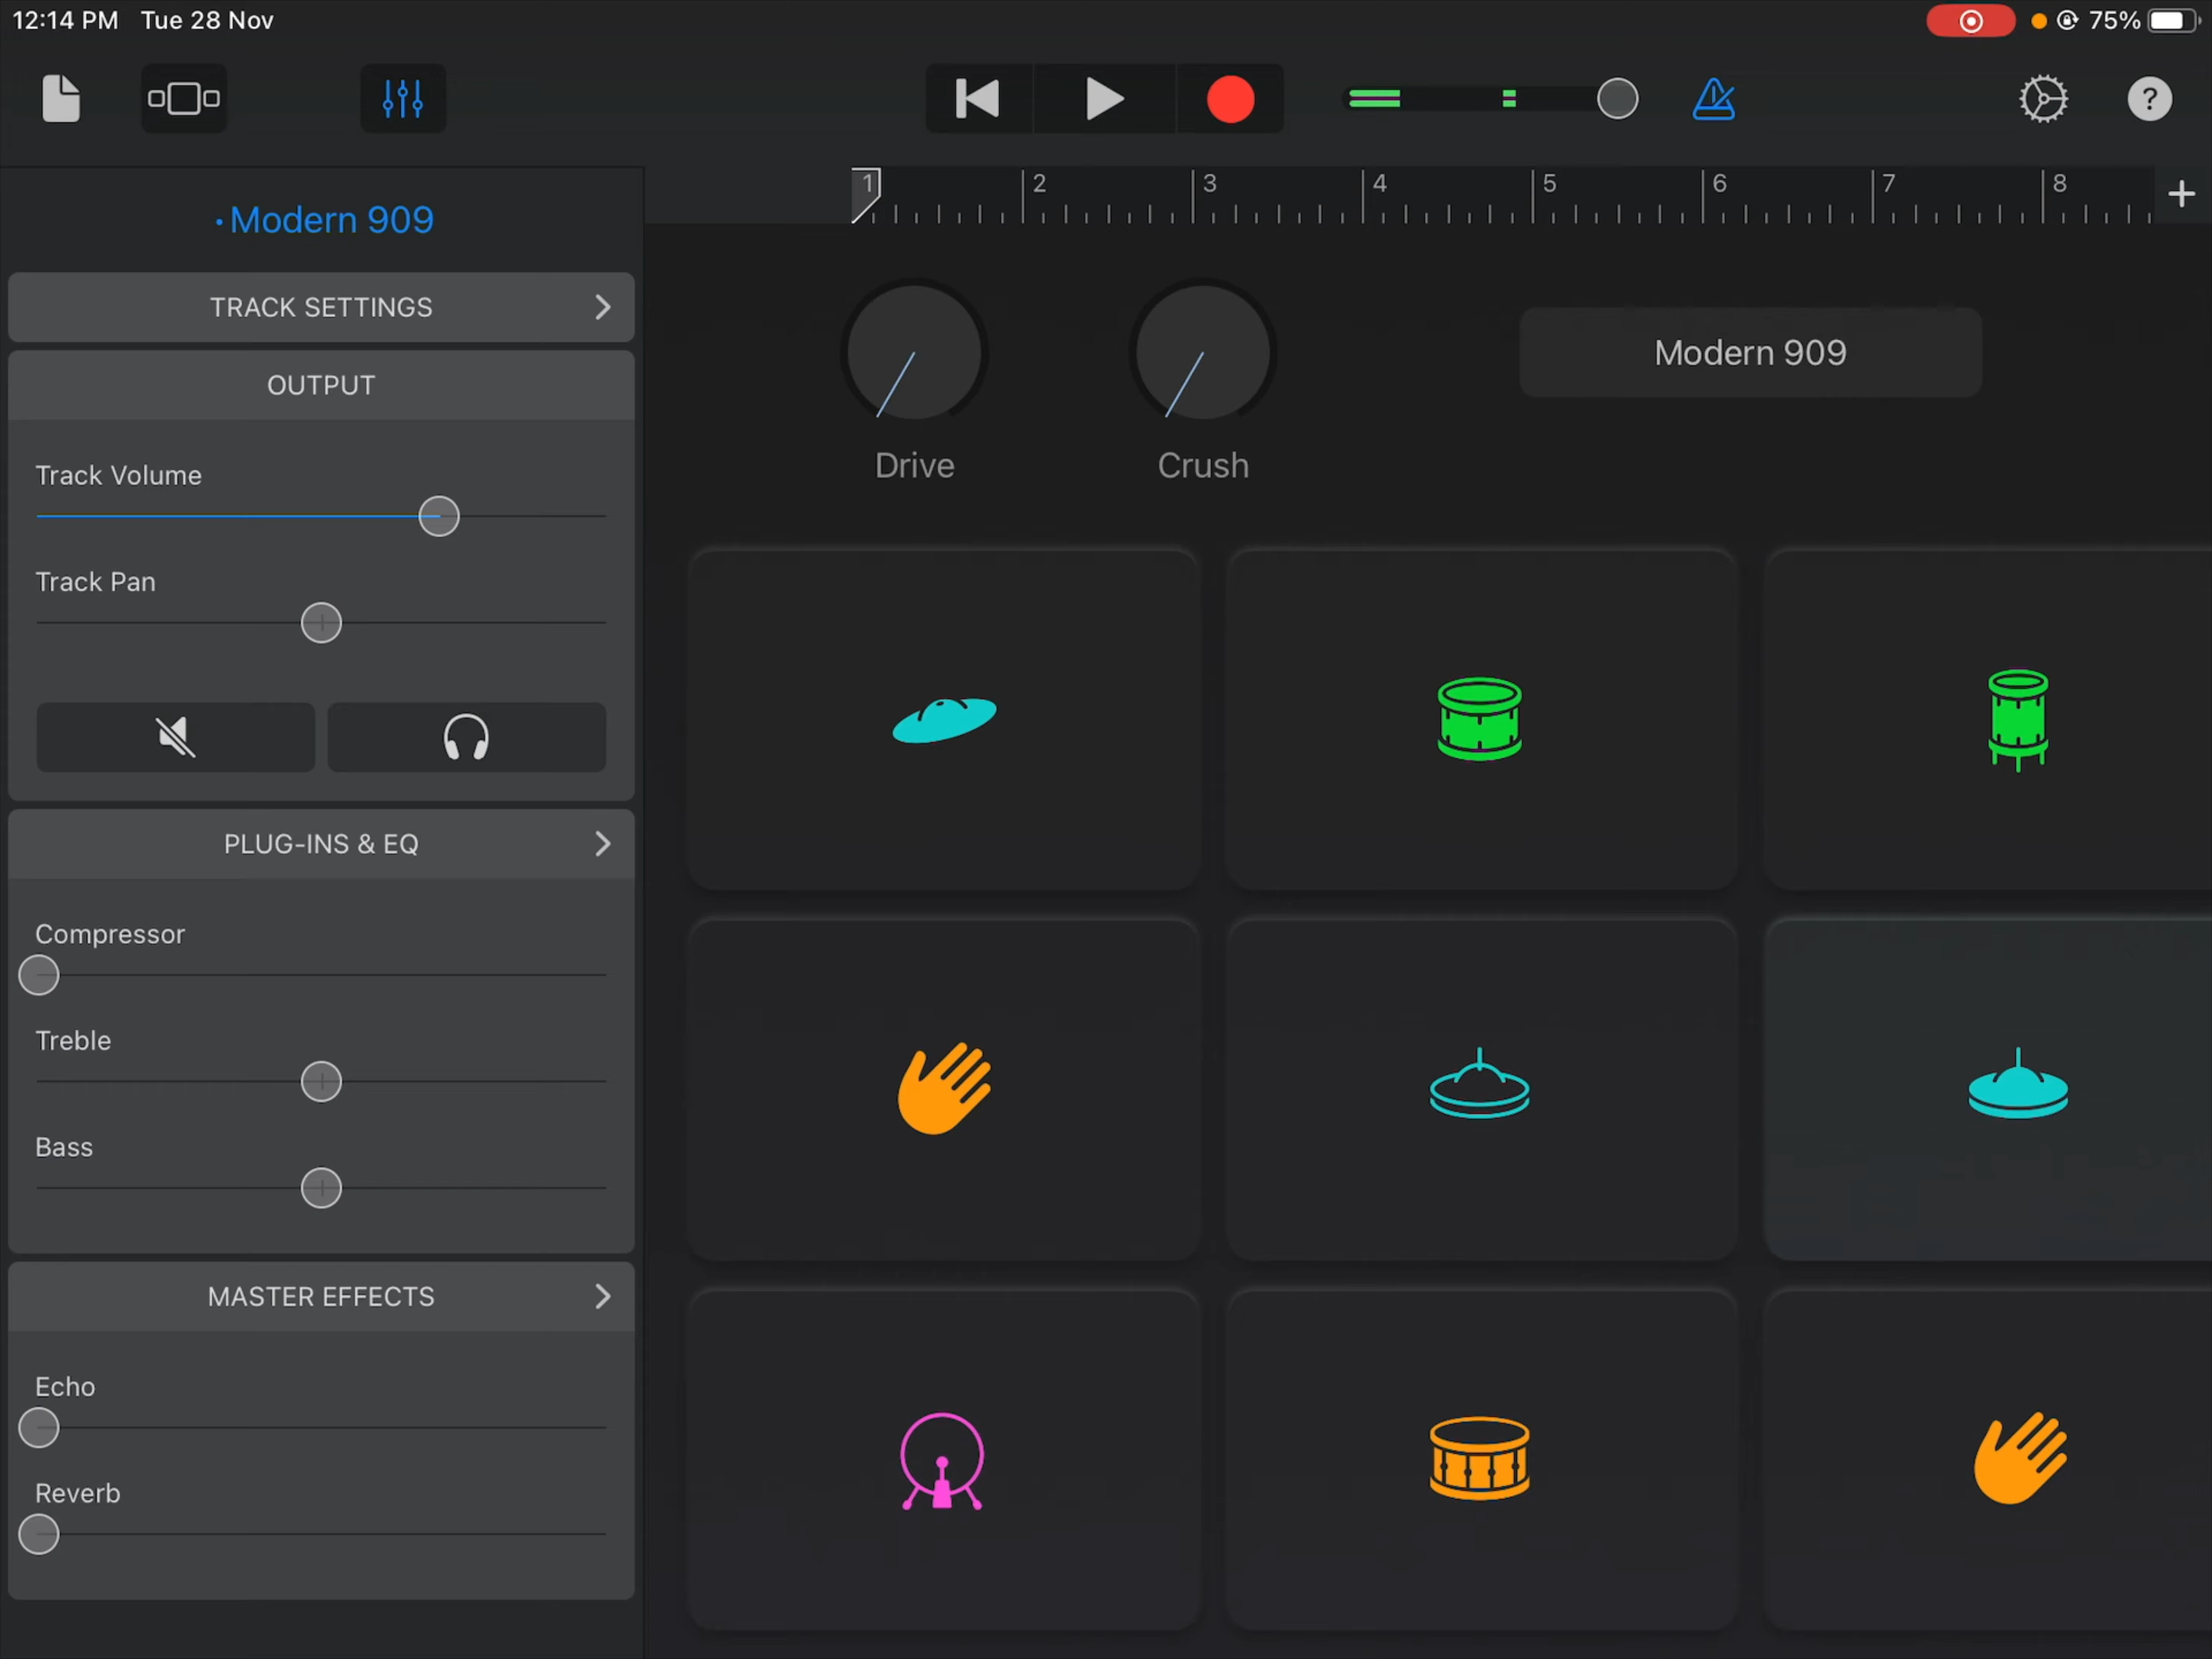 12:14 PM Tue 28 Nov
75%
?
1 2 3 4 5 6 7 8 +
Modern 909
TRACK SETTINGS
OUTPUT
Track Volume
Track Pan
PLUG-INS & EQ
Compressor
Treble
Bass
MASTER EFFECTS
Echo
Reverb
Drive
Crush
Modern 909